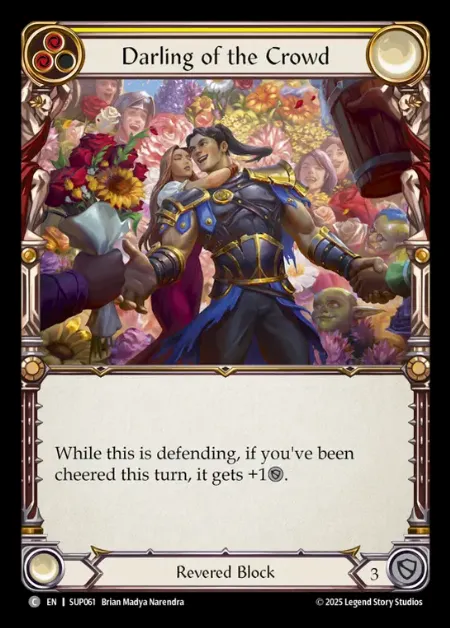 Darling of the Crowd
While this is defending, if you've been
cheered this turn, it gets +1.
Revered Block
3
C EN | SUP061 Brian Madya Narendra
© 2025 Legend Story Studios